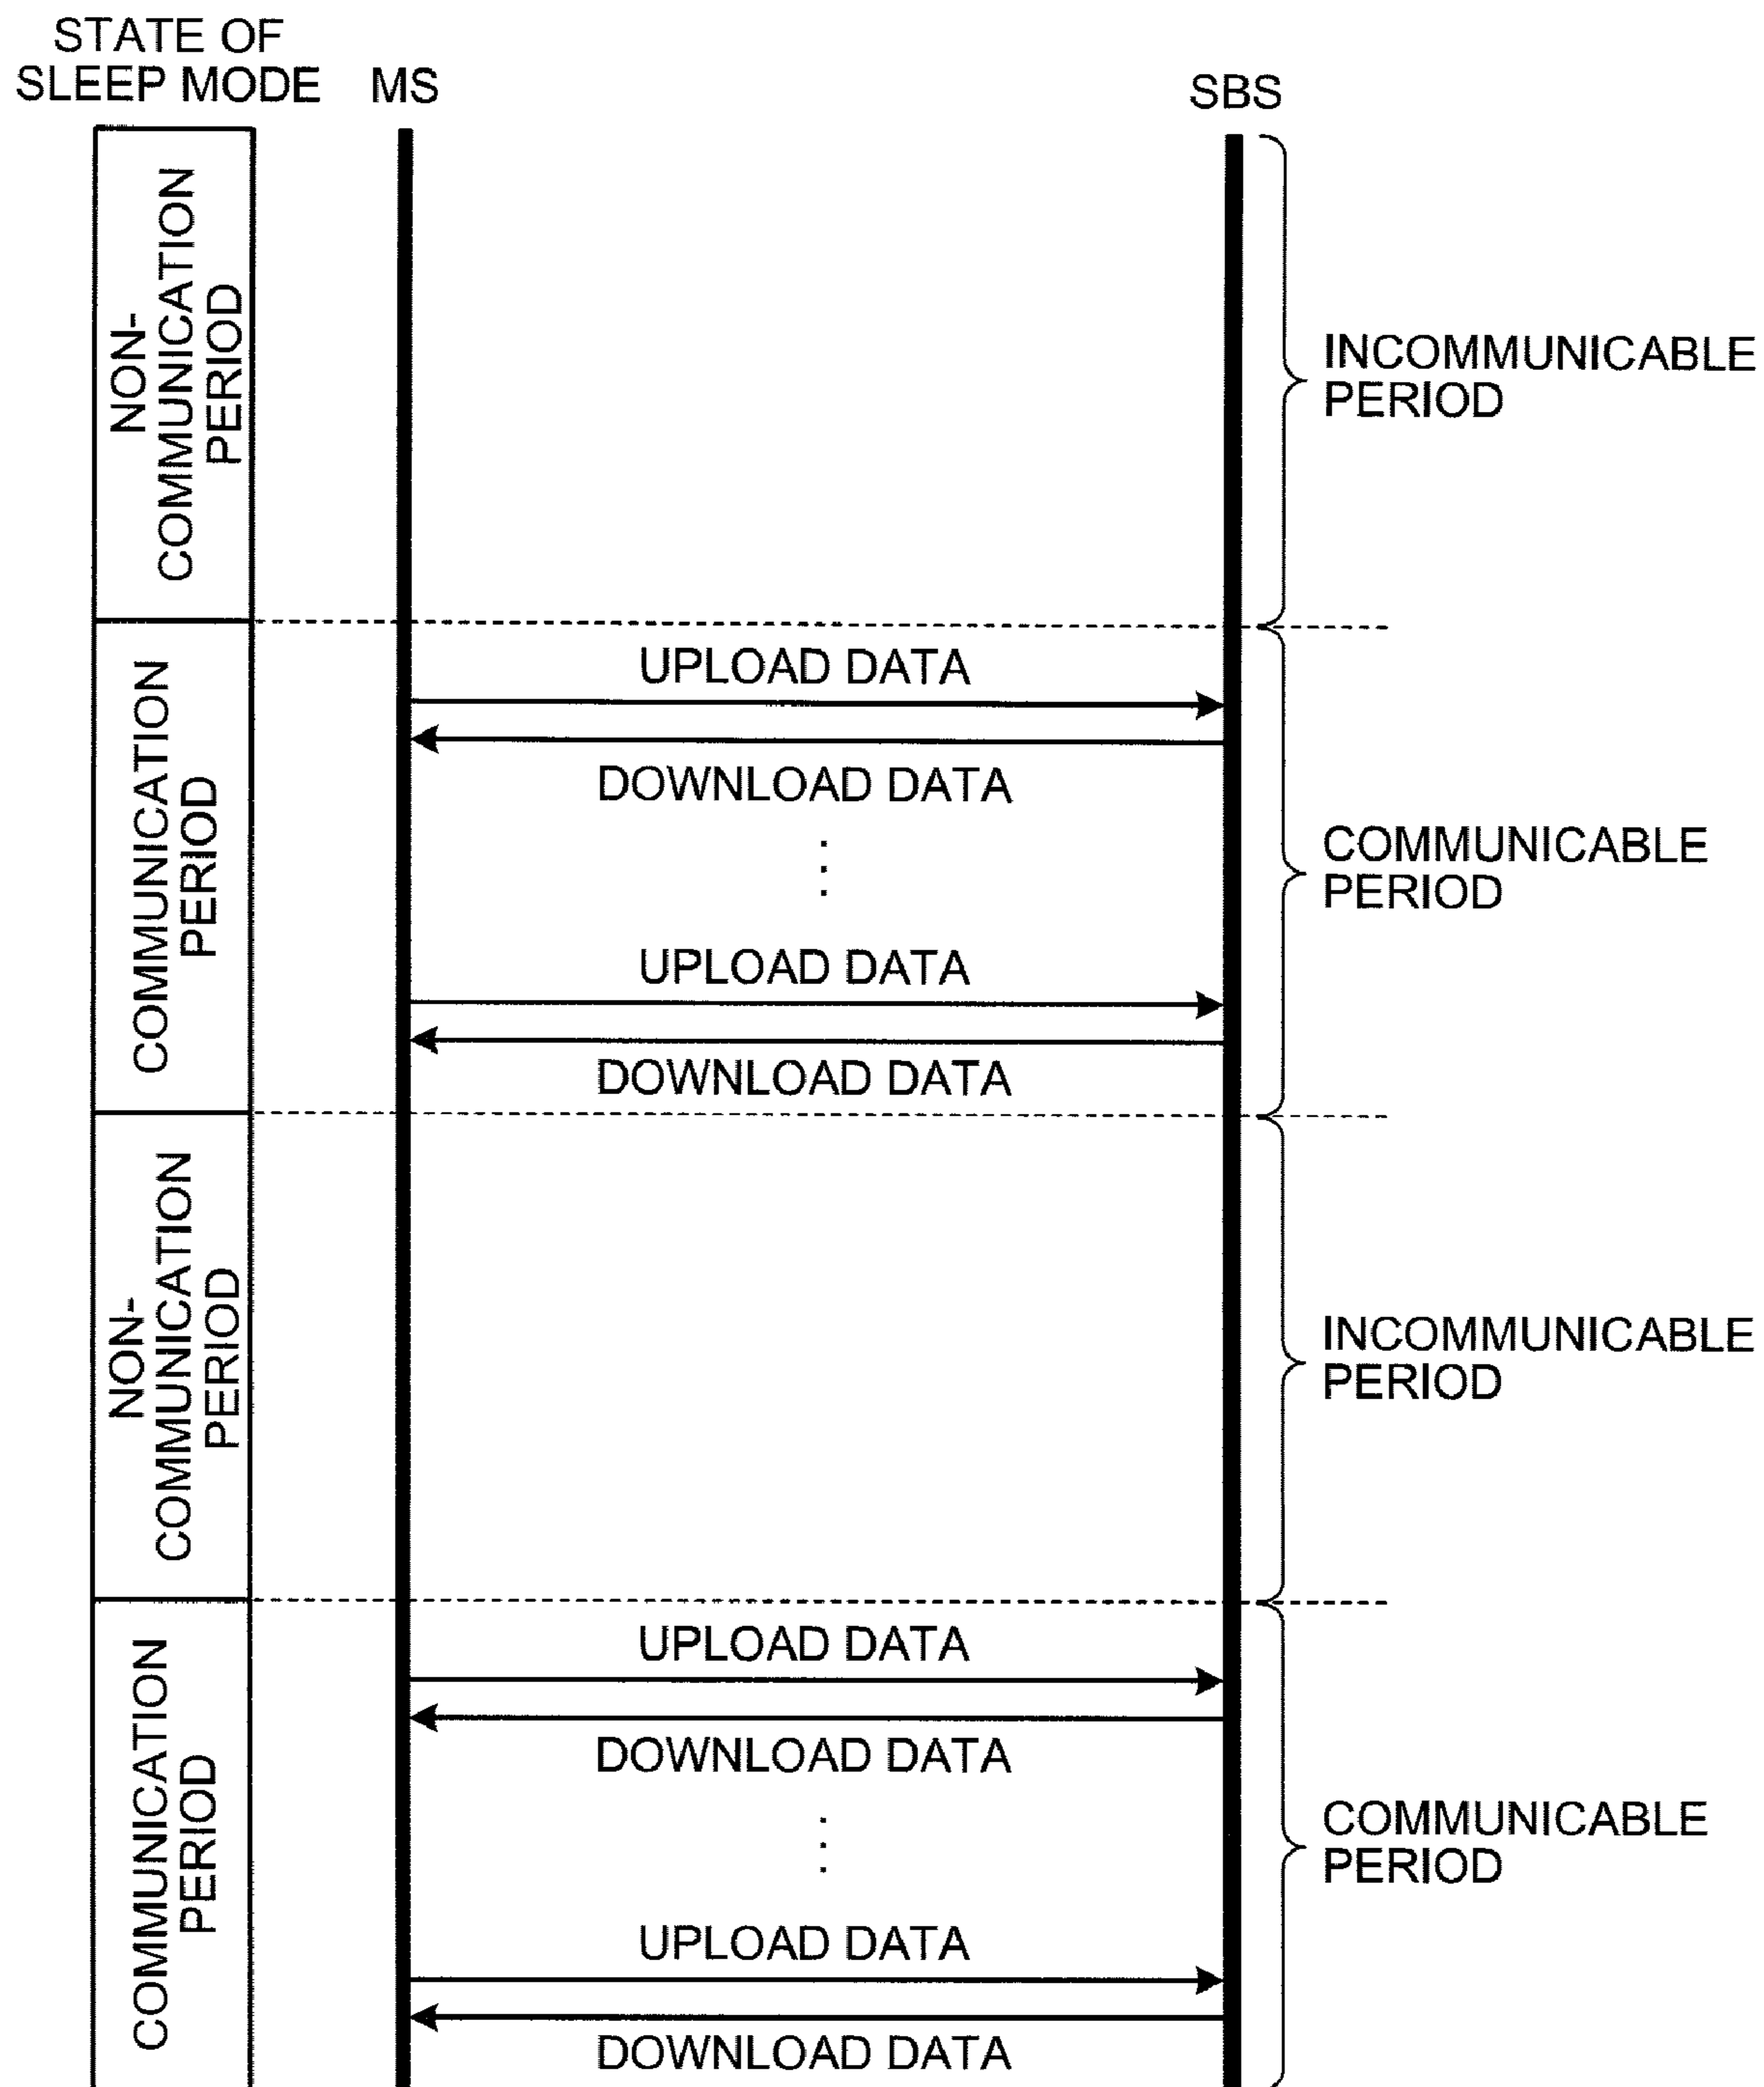 STATE OF
SLEEP MODE
MS
SBS
NON-
COMMUNICATION
PERIOD
INCOMMUNICABLE
PERIOD
COMMUNICATION
PERIOD
UPLOAD DATA
DOWNLOAD DATA
COMMUNICABLE
PERIOD
UPLOAD DATA
DOWNLOAD DATA
NON-
COMMUNICATION
PERIOD
INCOMMUNICABLE
PERIOD
COMMUNICATION
PERIOD
UPLOAD DATA
DOWNLOAD DATA
COMMUNICABLE
PERIOD
UPLOAD DATA
DOWNLOAD DATA